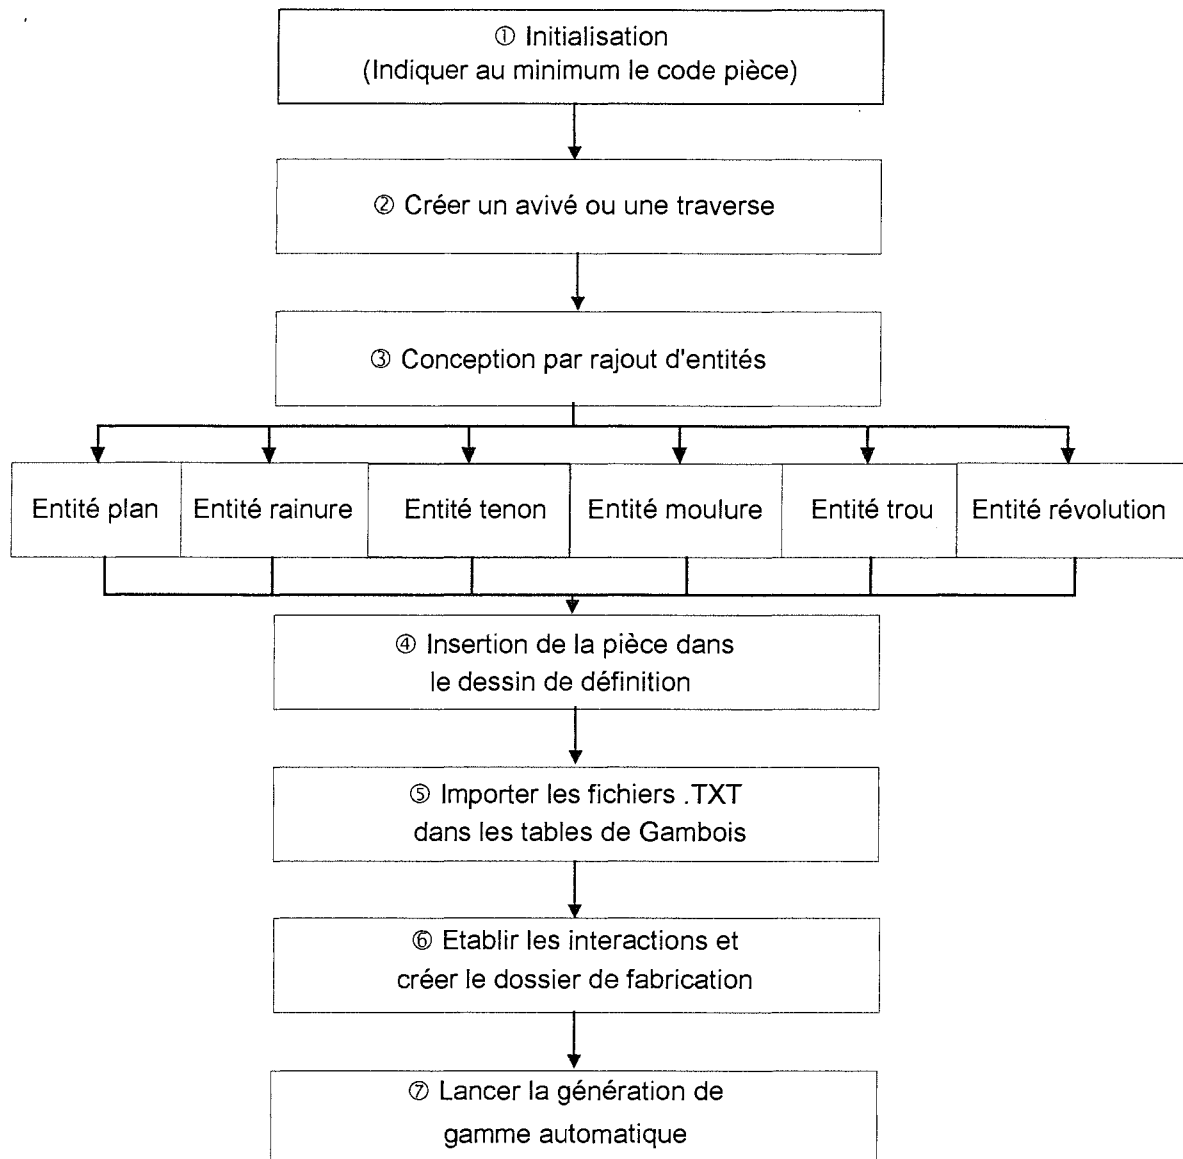 ① Initialisation
(Indiquer au minimum le code pièce)
② Créer un avivé ou une traverse
③ Conception par rajout d'entités
Entité plan
Entité rainure
Entité tenon
Entité moulure
Entité trou
Entité révolution
④ Insertion de la pièce dans
le dessin de définition
⑤ Importer les fichiers .TXT
dans les tables de Gambois
⑥ Etablir les interactions et
créer le dossier de fabrication
⑦ Lancer la génération de
gamme automatique